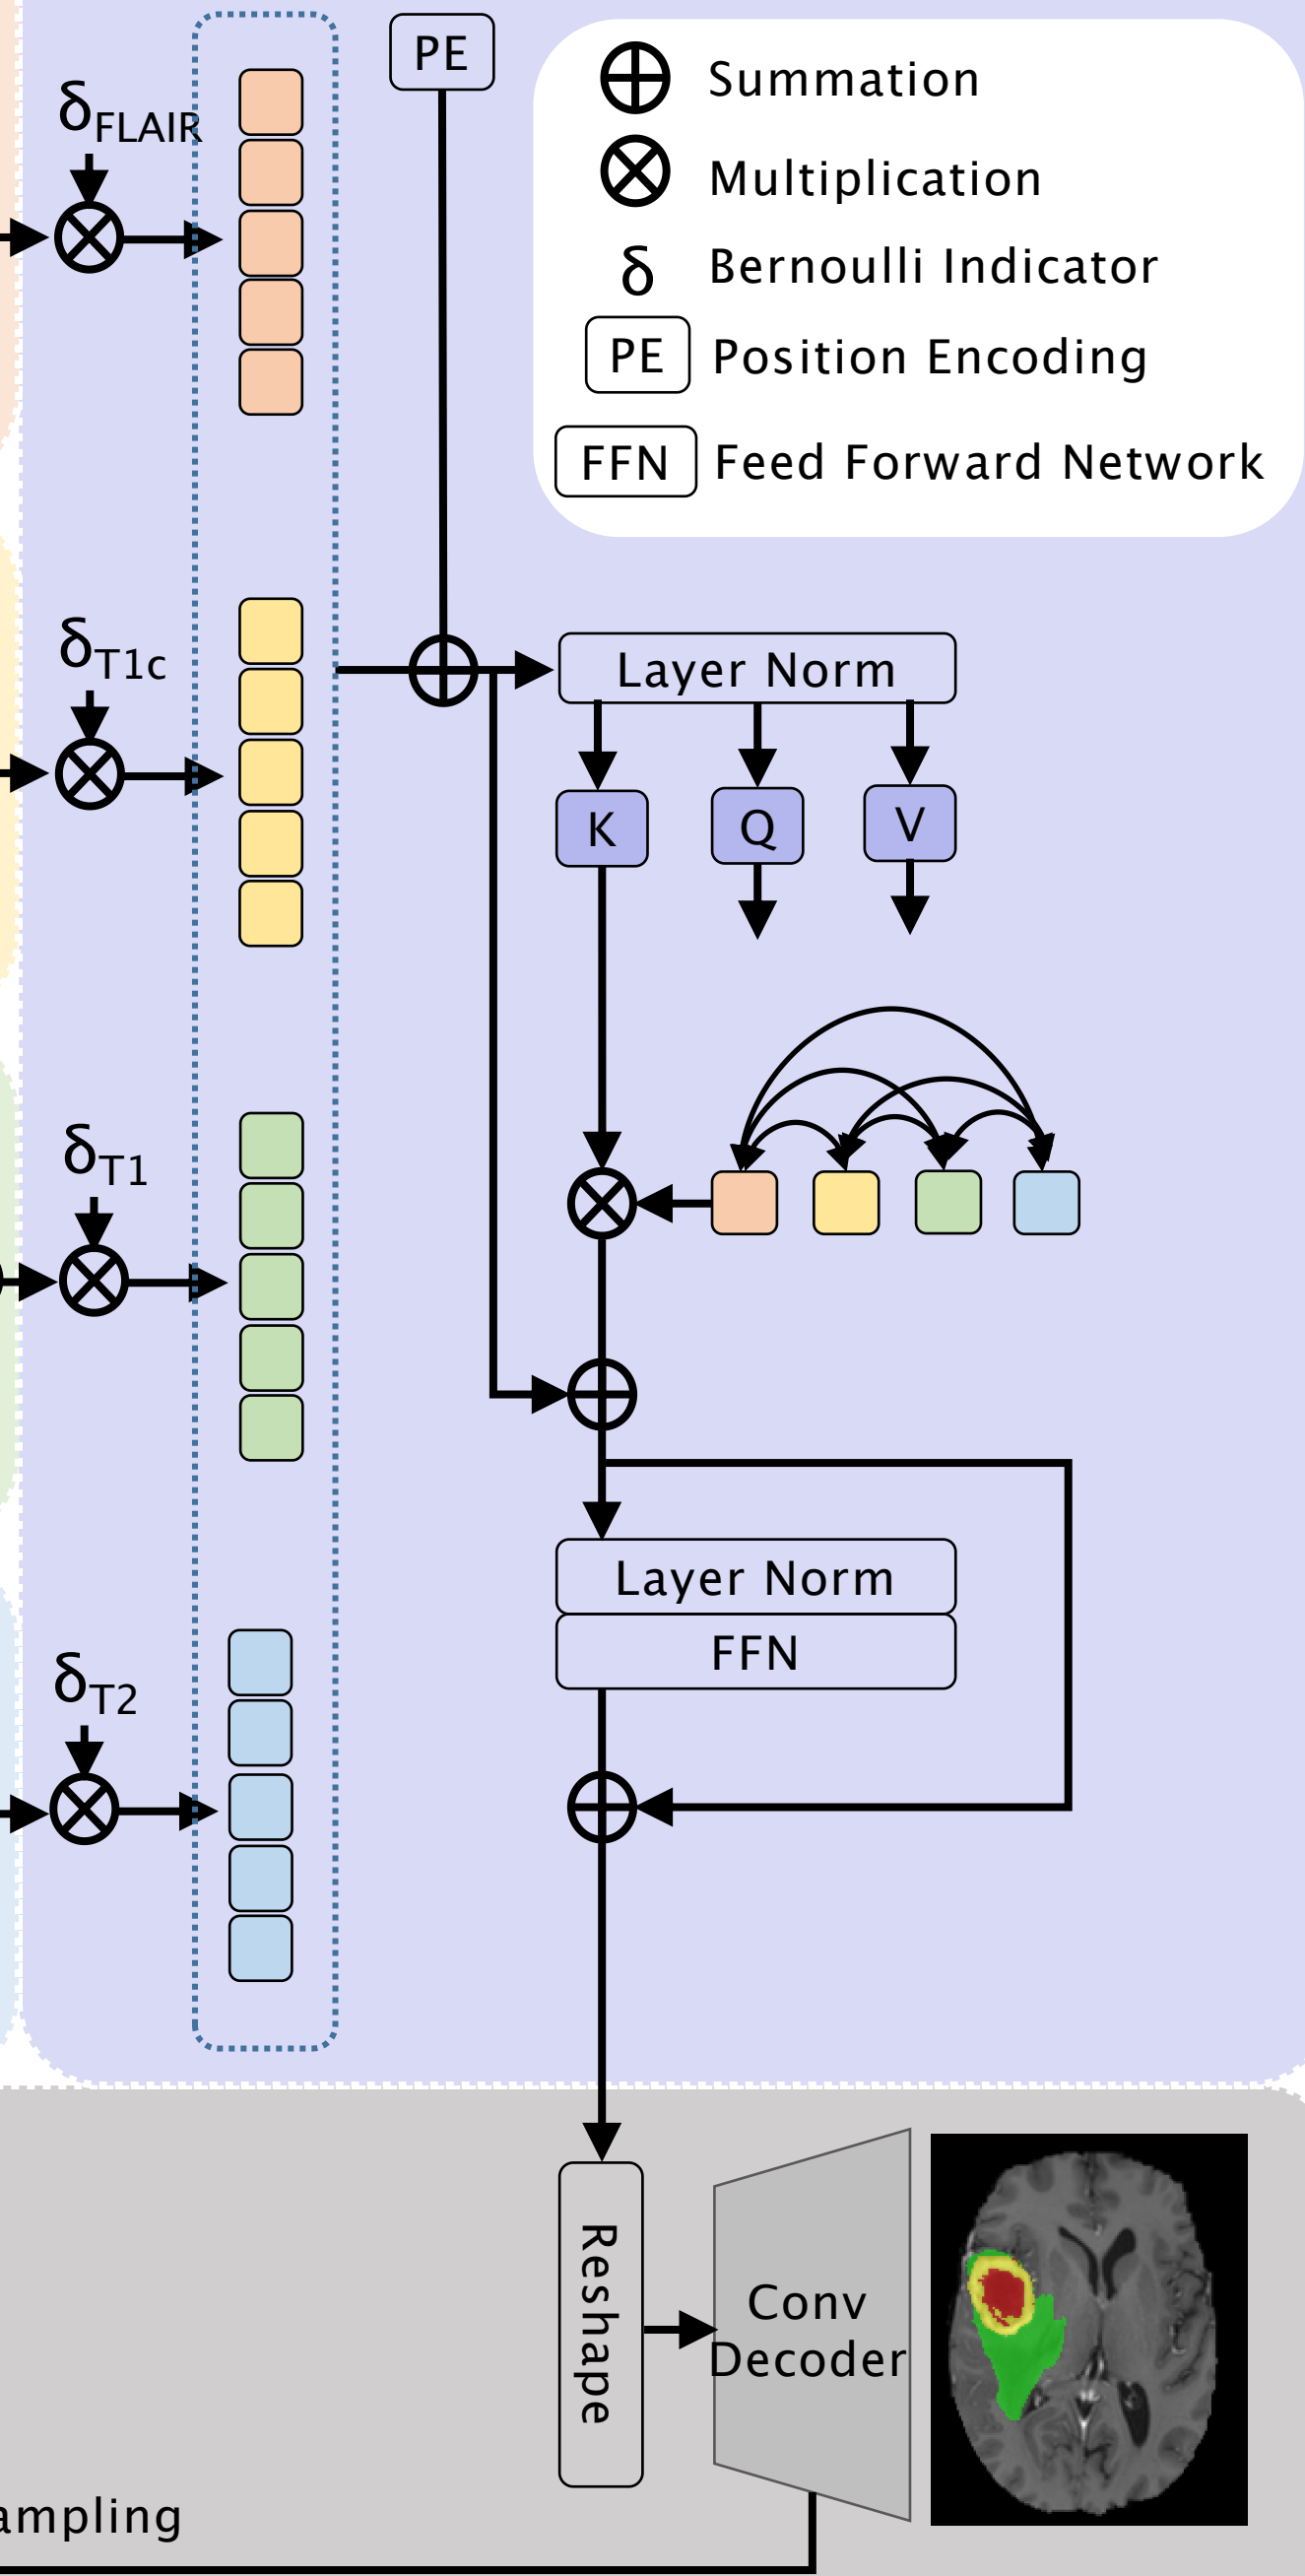 PE
δFLAIR
Summation
Multiplication
δ Bernoulli Indicator
PE Position Encoding
FFN Feed Forward Network
δT1c
Layer Norm
K Q V
δT1
Layer Norm
FFN
δT2
Reshape
Conv
Decoder
ampling